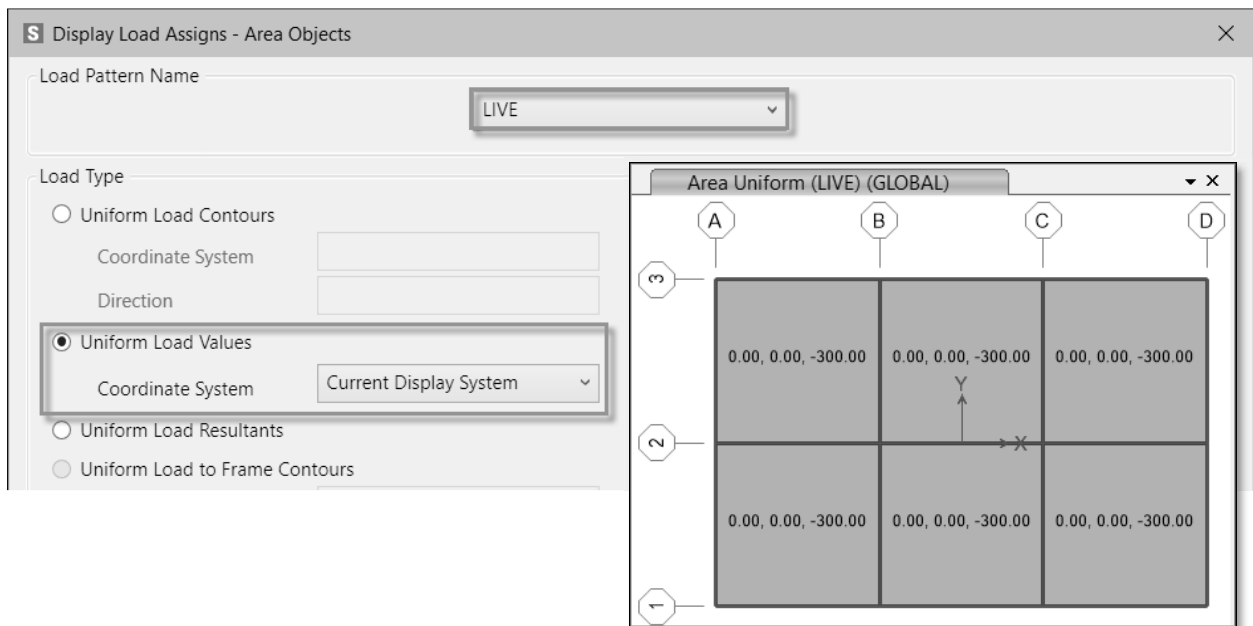 S Display Load Assigns - Area Objects
Load Pattern Name
LIVE
Load Type
Uniform Load Contours
Coordinate System
Direction
Uniform Load Values
Coordinate System
Current Display System
Uniform Load Resultants
Uniform Load to Frame Contours
Area Uniform (LIVE) (GLOBAL)
A B C D
3
0.00, 0.00, -300.00 0.00, 0.00, -300.00 0.00, 0.00, -300.00
Y
2
X
0.00, 0.00, -300.00 0.00, 0.00, -300.00 0.00, 0.00, -300.00
1